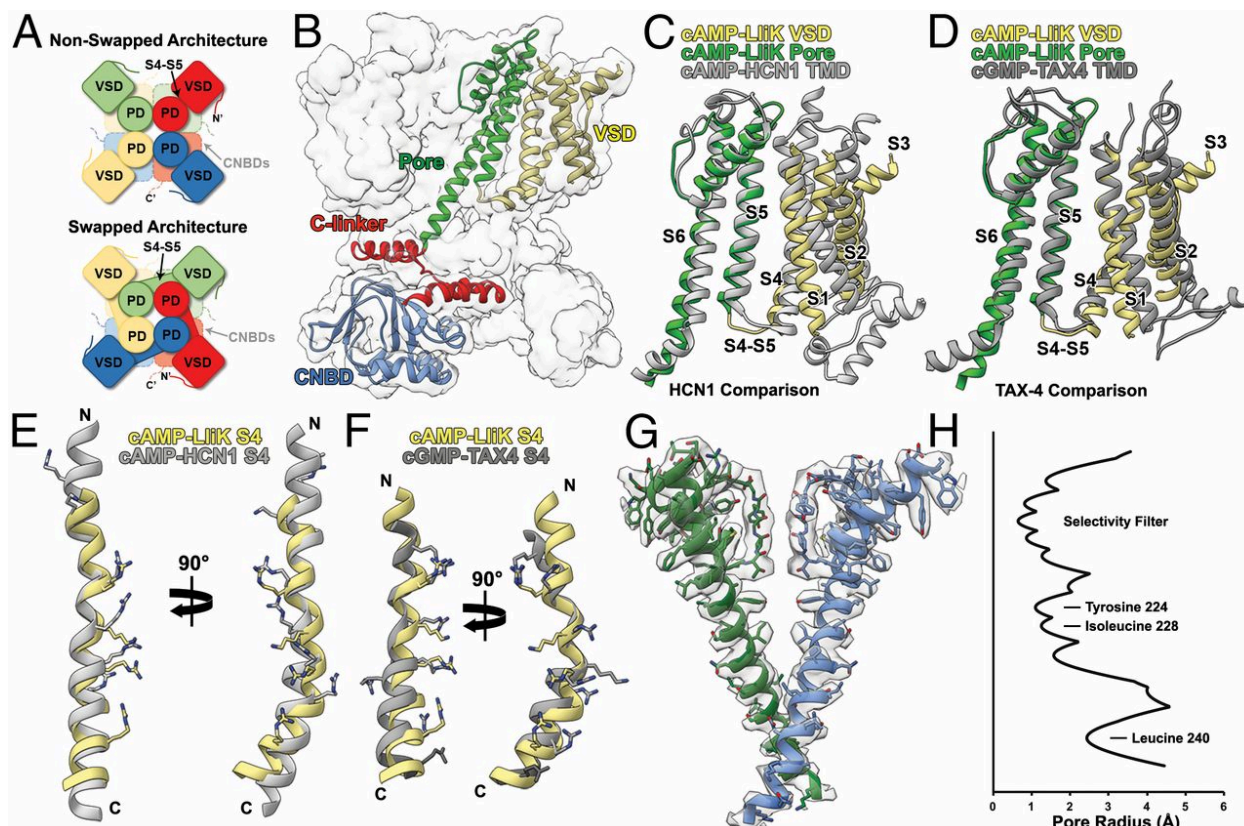 A
Non-Swapped Architecture
S4-S5
VSD
VSD
PD
PD
N'
PD
PD
CNBDs
VSD
VSD
C'
Swapped Architecture
S4-S5
VSD
VSD
PD
PD
PD
PD
CNBDs
VSD
VSD
C'
N'
B
Pore
VSD
C-linker
CNBD
C
cAMP-LliK VSD
cAMP-LliK Pore
cAMP-HCN1 TMD
S3
S5
S6
S2
S4
S1
S4-S5
HCN1 Comparison
D
cAMP-LliK VSD
cAMP-LliK Pore
cGMP-TAX4 TMD
S3
S5
S6
S2
S4
S1
S4-S5
TAX-4 Comparison
E
N
cAMP-LliK S4
cAMP-HCN1 S4
N
90°
C
C
F
cAMP-LliK S4
cGMP-TAX4 S4
N
N
90°
C
G
H
Selectivity Filter
Tyrosine 224
Isoleucine 228
Leucine 240
0 1 2 3 4 5 6
Pore Radius (Å)